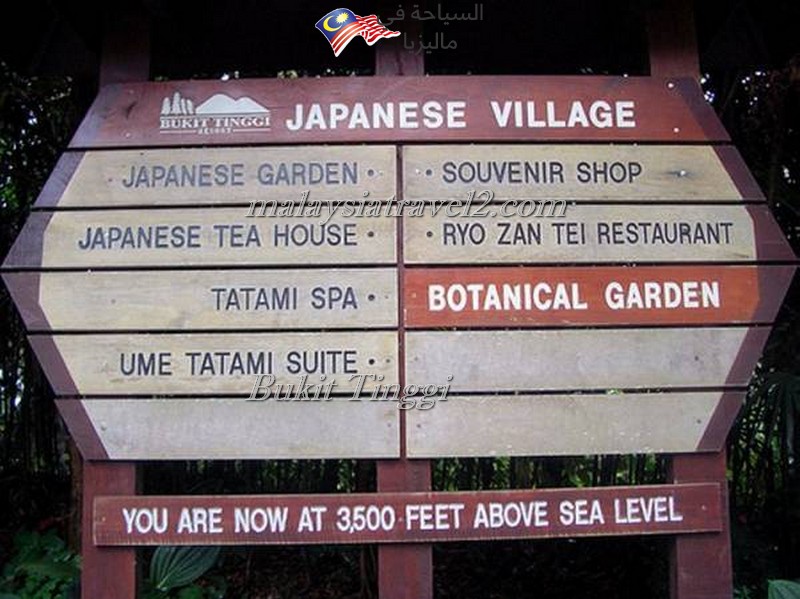 السياحة في
ماليزيا
BUKIT TINGGI
RESORT
JAPANESE VILLAGE
JAPANESE GARDEN •
JAPANESE TEA HOUSE •
TATAMI SPA •
UME TATAMI SUITE •
• SOUVENIR SHOP
• RYO ZAN TEI RESTAURANT
BOTANICAL GARDEN
malaysiatravel2.com
Bukit Tinggi
YOU ARE NOW AT 3,500 FEET ABOVE SEA LEVEL